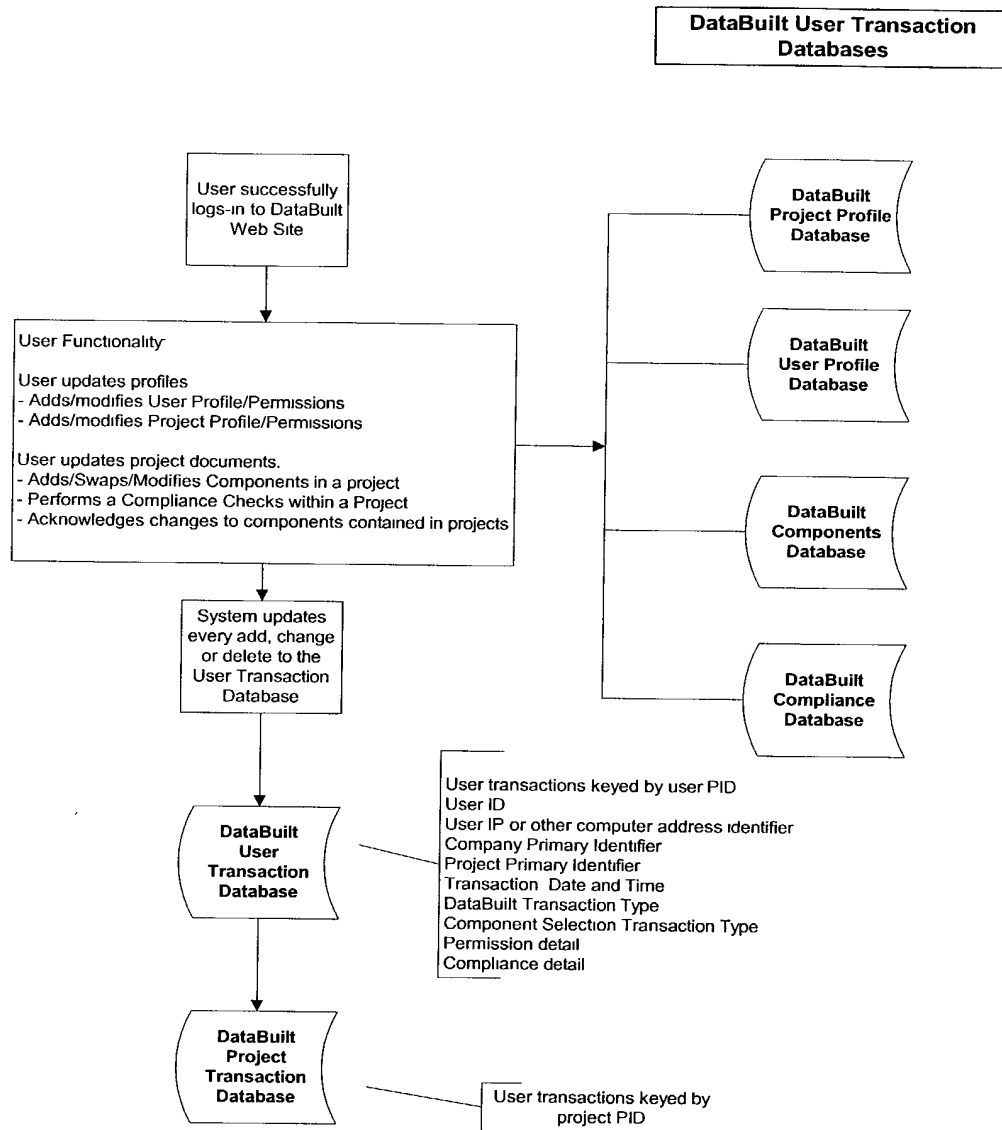 DataBuilt User Transaction
Databases
User successfully
logs-in to DataBuilt
Web Site
User Functionality
User updates profiles
- Adds/modifies User Profile/Permissions
- Adds/modifies Project Profile/Permissions
User updates project documents.
- Adds/Swaps/Modifies Components in a project
- Performs a Compliance Checks within a Project
- Acknowledges changes to components contained in projects
System updates
every add, change
or delete to the
User Transaction
Database
DataBuilt
User
Transaction
Database
DataBuilt
Project
Transaction
Database
DataBuilt
Project Profile
Database
DataBuilt
User Profile
Database
DataBuilt
Components
Database
DataBuilt
Compliance
Database
User transactions keyed by user PID
User ID
User IP or other computer address identifier
Company Primary Identifier
Project Primary Identifier
Transaction Date and Time
DataBuilt Transaction Type
Component Selection Transaction Type
Permission detail
Compliance detail
User transactions keyed by
project PID